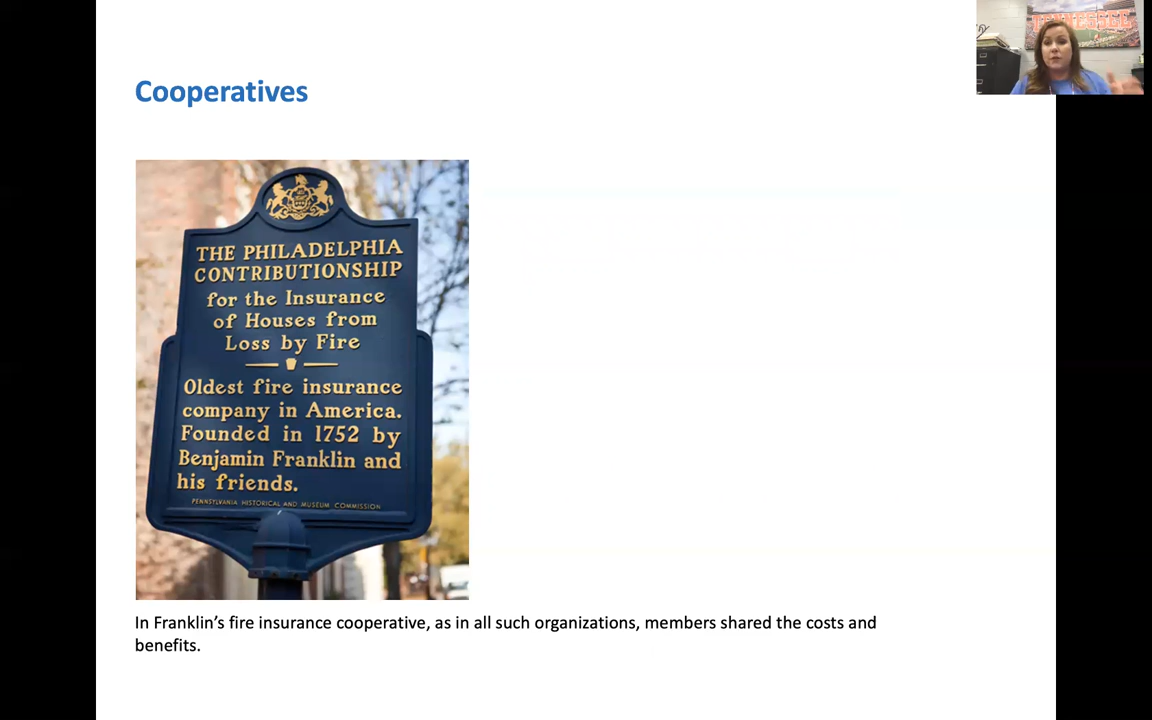 TENNESSEE
Cooperatives
THE PHILADELPHIA
CONTRIBUTIONSHIP
for the Insurance
of Houses from
Loss by Fire
Oldest fire insurance
company in America.
Founded in 1752 by
Benjamin Franklin and
his friends.
PENNSYLVANIA HISTORICAL AND MUSEUM COMMISSION
In Franklin’s fire insurance cooperative, as in all such organizations, members shared the costs and
benefits.